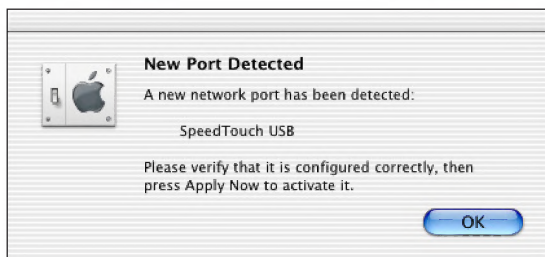 New Port Detected
A new network port has been detected:
SpeedTouch USB
Please verify that it is configured correctly, then
press Apply Now to activate it.
OK